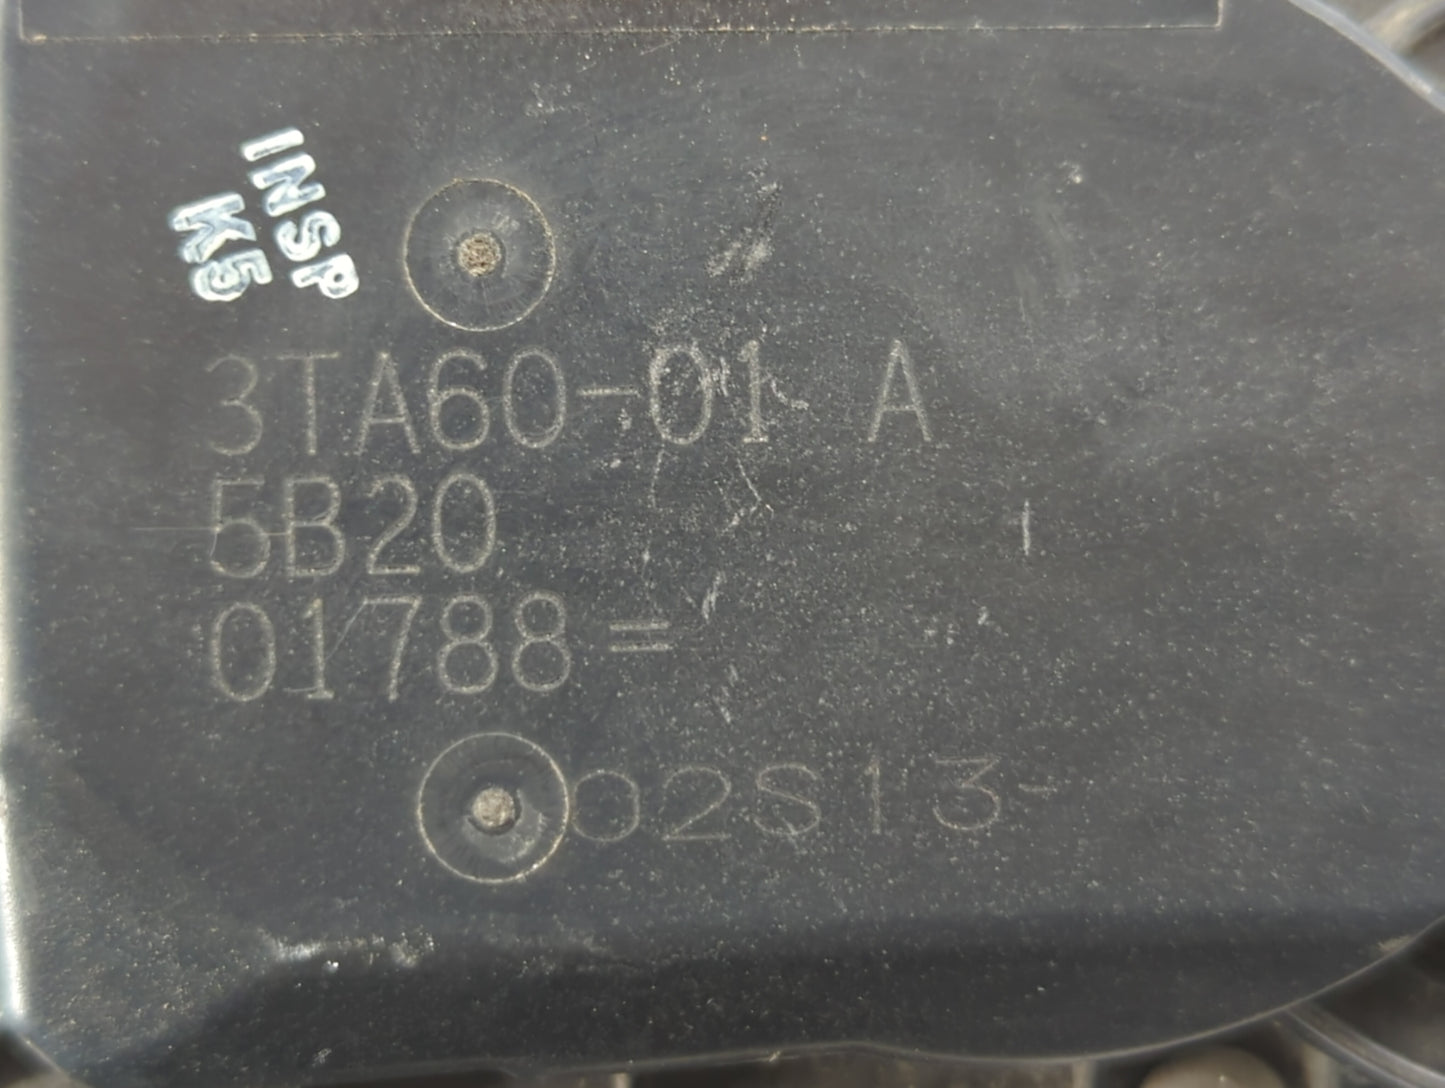 INSP
K5
3TA60-01 A
5B20
01788=
02S13-